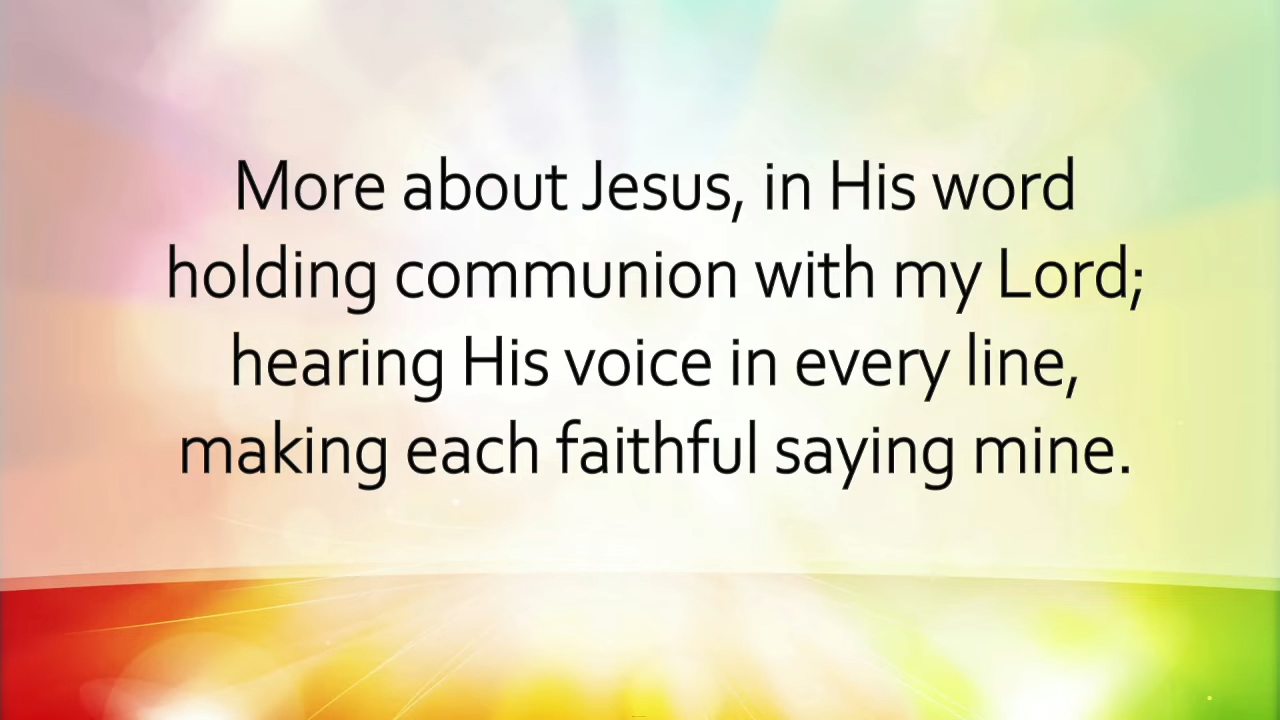 More about Jesus, in His word
holding communion with my Lord;
hearing His voice in every line,
making each faithful saying mine.